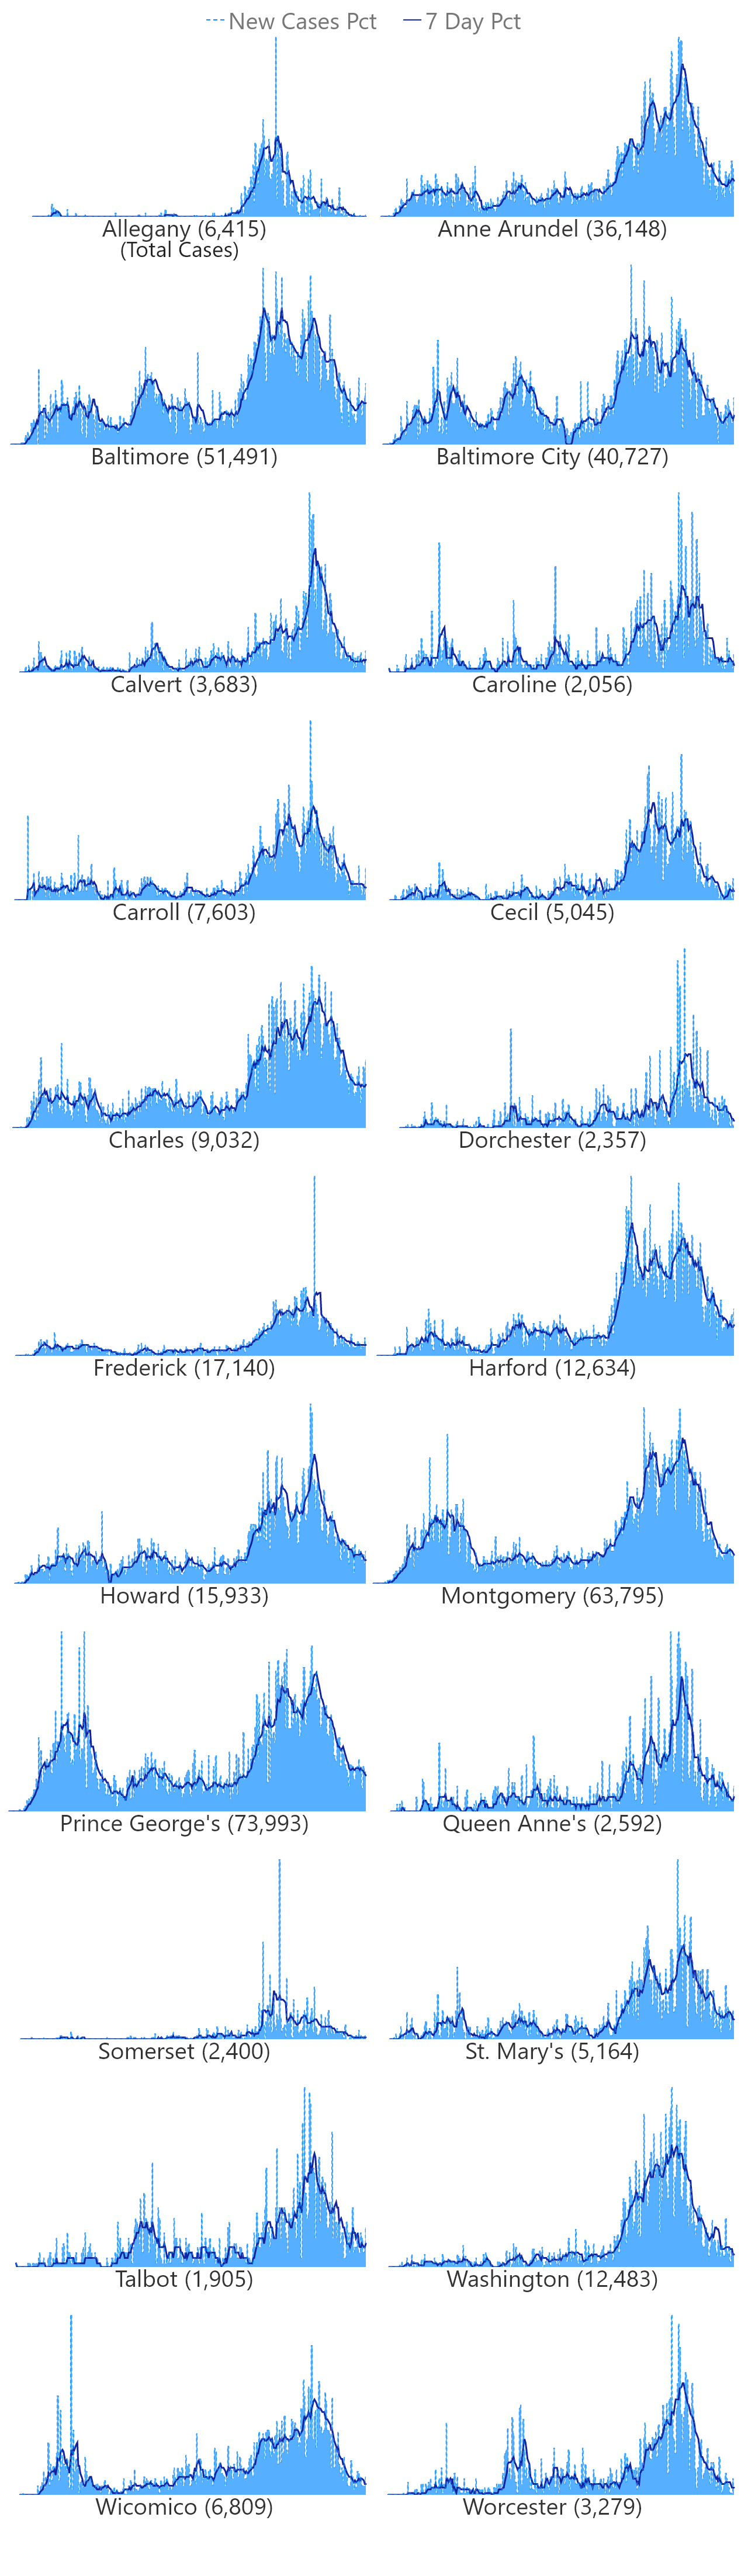 New Cases Pct 7 Day Pct
Allegany (6,415) Anne Arundel (36,148)
(Total Cases)
Baltimore (51,491) Baltimore City (40,727)
Calvert (3,683) Caroline (2,056)
Carroll (7,603) Cecil (5,045)
Charles (9,032) Dorchester (2,357)
Frederick (17,140) Harford (12,634)
Howard (15,933) Montgomery (63,795)
Prince George's (73,993) Queen Anne's (2,592)
Somerset (2,400) St. Mary's (5,164)
Talbot (1,905) Washington (12,483)
Wicomico (6,809) Worcester (3,279)